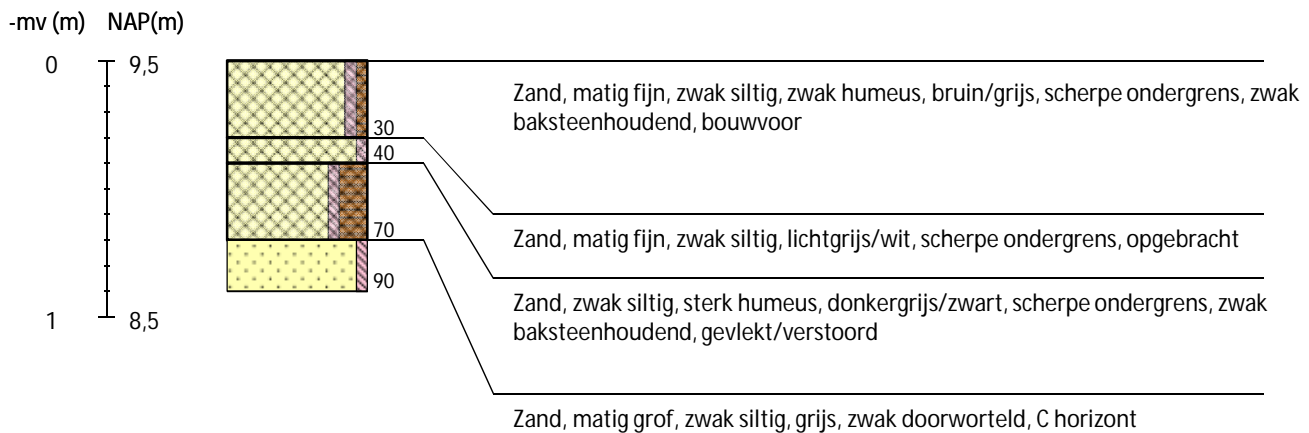 -mv (m) NAP(m)
0 9,5
Zand, matig fijn, zwak siltig, zwak humeus, bruin/grijs, scherpe ondergrens, zwak
baksteenhoudend, bouwvoor
30
40
70
Zand, matig fijn, zwak siltig, lichtgrijs/wit, scherpe ondergrens, opgebracht
90
Zand, zwak siltig, sterk humeus, donkergrijs/zwart, scherpe ondergrens, zwak
baksteenhoudend, gevlekt/verstoord
1 8,5
Zand, matig grof, zwak siltig, grijs, zwak doorworteld, C horizont